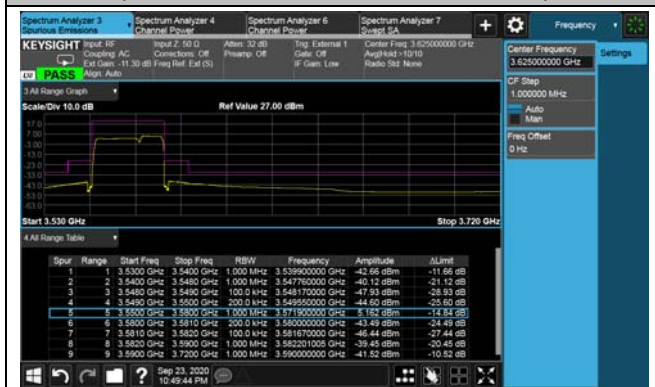 Spectrum Analyzer 3
Spurious Emissions
Spectrum Analyzer 4
Channel Power
Spectrum Analyzer 6
Channel Power
Spectrum Analyzer 7
Swept SA
+
Frequency
KEYSIGHT
Input: RF
Coupling: AC
Ext Gain: -11.30 dB
Align: Auto
Input Z: 50 Ω
Corrections: Off
Freq Ref: Ext (S)
Atten: 32 dB
Preamp: Off
Trig: External 1
Gate: Off
IF Gain: Low
Center Freq: 3.625000000 GHz
Avg|Hold:>10/10
Radio Std: None
LXI
PASS
Center Frequency
3.625000000 GHz
Settings
CF Step
1.000000 MHz
Auto
Man
Freq Offset
0 Hz
3 All Range Graph
Scale/Div 10.0 dB
Ref Value 27.00 dBm
17.0
7.00
-3.00
-13.0
-23.0
-33.0
-43.0
-53.0
-63.0
Start 3.530 GHz
Stop 3.720 GHz
4 All Range Table
Spur Range Start Freq Stop Freq RBW Frequency Amplitude ΔLimit
1 1 3.5300 GHz 3.5400 GHz 1.000 MHz 3.539900000 GHz -42.66 dBm -11.66 dB
2 2 3.5400 GHz 3.5480 GHz 1.000 MHz 3.547760000 GHz -40.12 dBm -21.12 dB
3 3 3.5480 GHz 3.5490 GHz 100.0 kHz 3.548170000 GHz -47.93 dBm -28.93 dB
4 4 3.5490 GHz 3.5500 GHz 200.0 kHz 3.549550000 GHz -44.60 dBm -25.60 dB
5 5 3.5500 GHz 3.5800 GHz 1.000 MHz 3.571900000 GHz 5.162 dBm -14.84 dB
6 6 3.5800 GHz 3.5810 GHz 200.0 kHz 3.580000000 GHz -43.49 dBm -24.49 dB
7 7 3.5810 GHz 3.5820 GHz 100.0 kHz 3.581670000 GHz -46.44 dBm -27.44 dB
8 8 3.5820 GHz 3.5900 GHz 1.000 MHz 3.582201005 GHz -39.45 dBm -20.45 dB
9 9 3.5900 GHz 3.7200 GHz 1.000 MHz 3.590000000 GHz -41.52 dBm -10.52 dB
?
Sep 23, 2020
10:49:44 PM